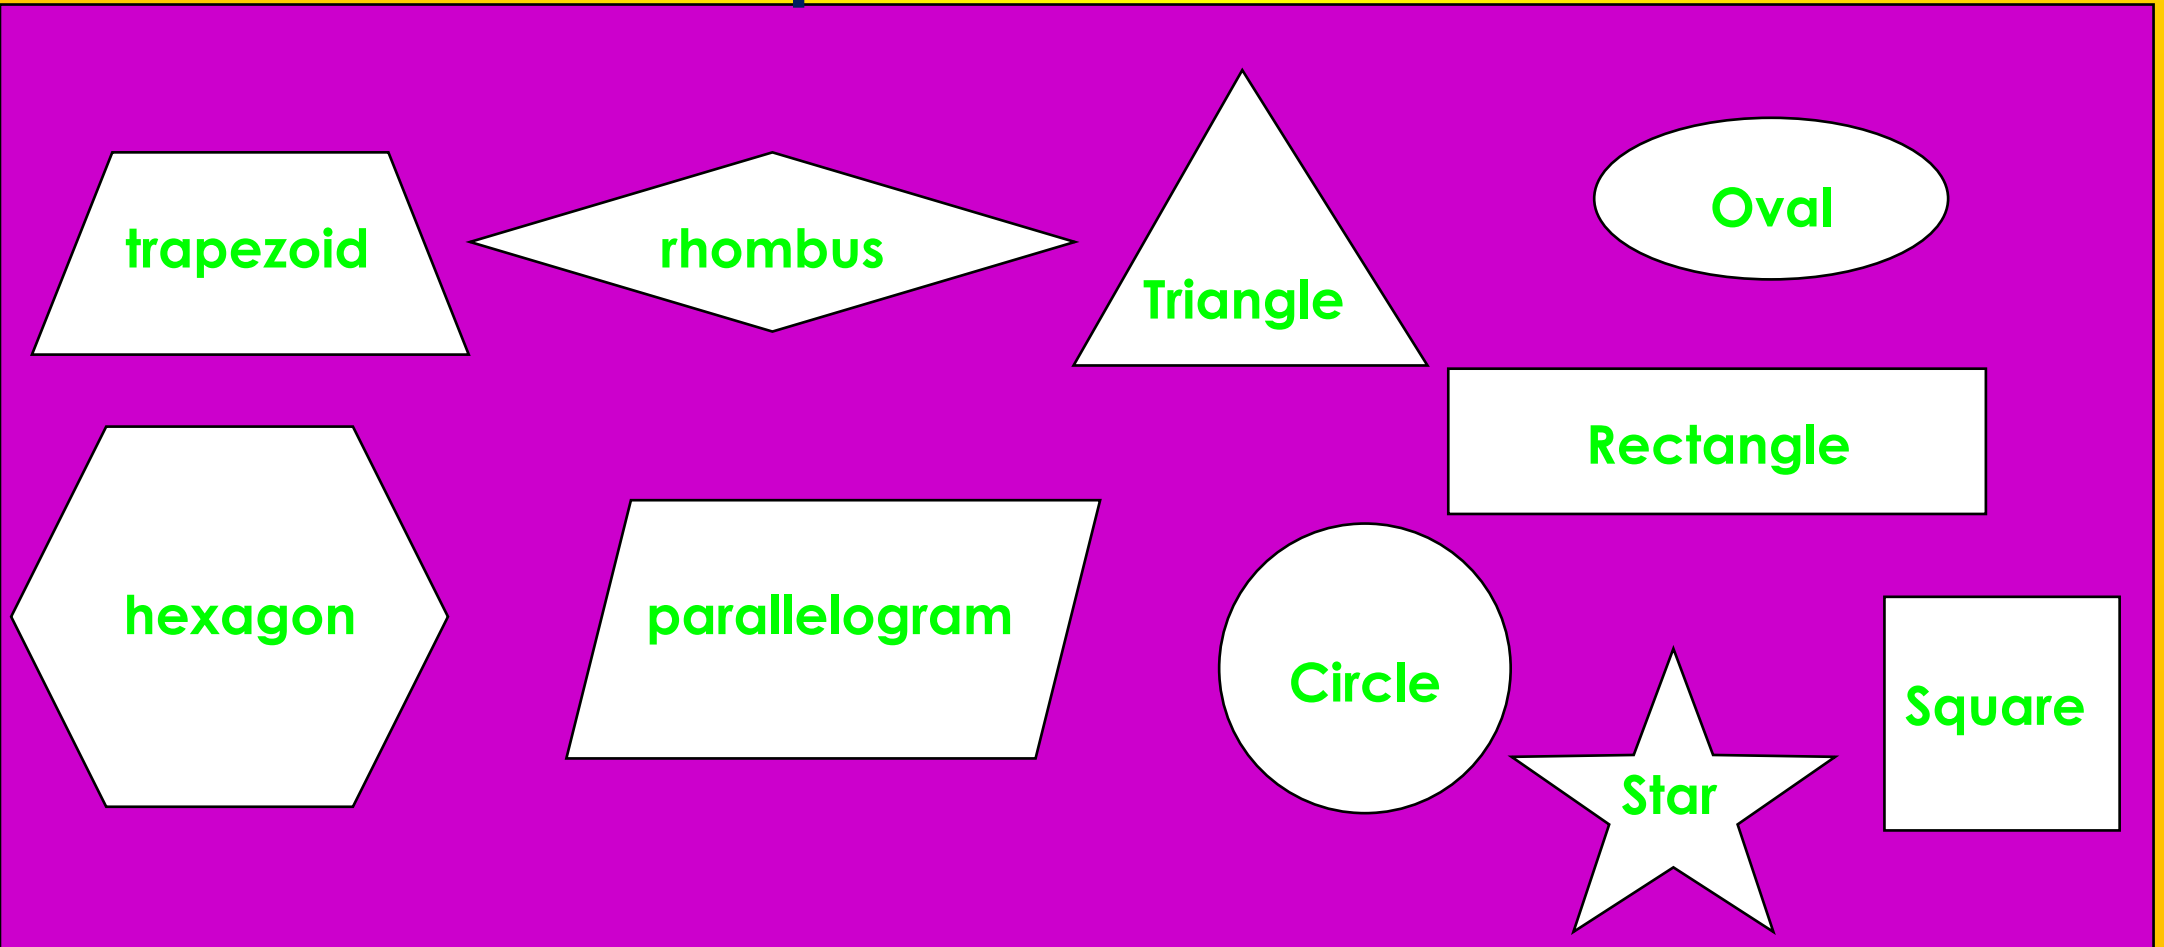 trapezoid
rhombus
Triangle
Oval
Rectangle
hexagon
parallelogram
Circle
Star
Square